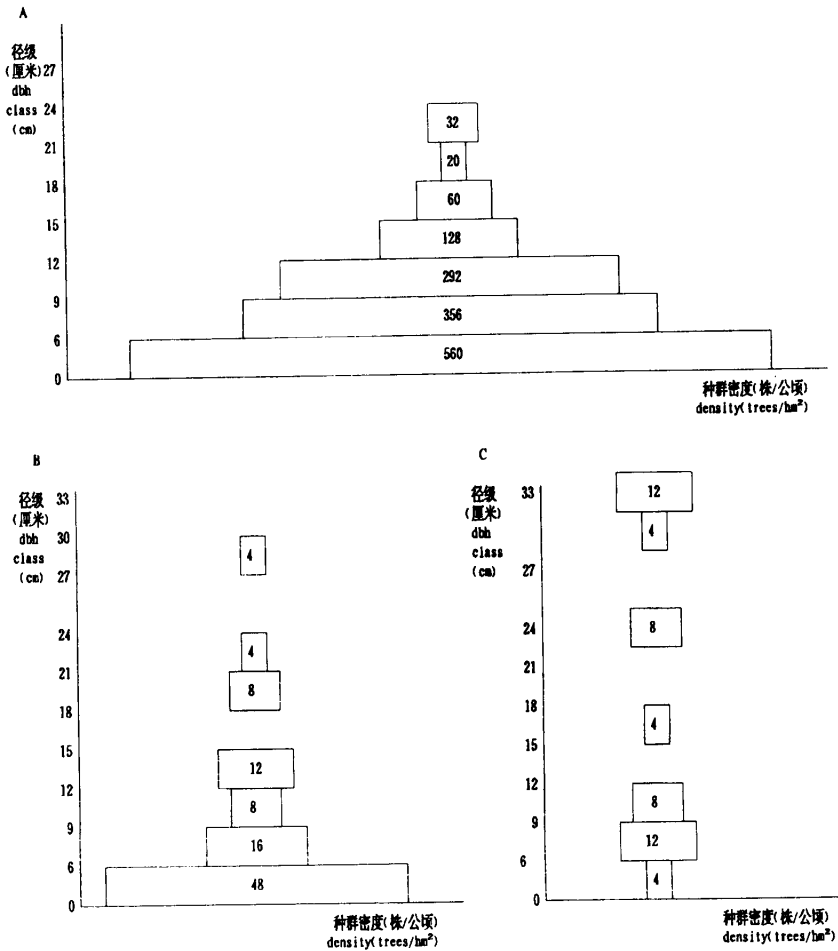 A
径级
(厘米)27
dbh
24
class
(cm)
21
18
15
12
9
6
0
32
20
60
128
292
356
560
种群密度(株/公顷)
density(trees/hm²)
B
径级 33
(厘米)
dbh 30
class
(cm) 27
24
21
18
15
12
9
6
0
4
4
8
12
8
16
48
种群密度(株/公顷)
density(trees/hm²)
C
径级 33
(厘米)
dbh
class
(cm) 27
24
21
18
15
12
9
6
0
12
4
8
4
8
12
4
种群密度(株/公顷)
density(trees/hm²)